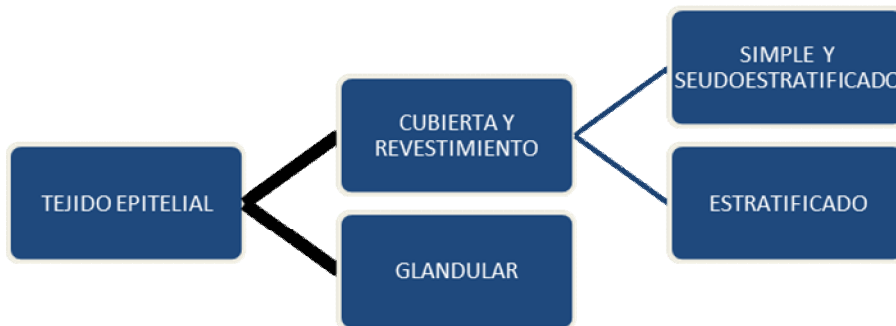 TEJIDO EPITELIAL
CUBIERTA Y
REVESTIMIENTO
GLANDULAR
SIMPLE Y
SEUDOESTRATIFICADO
ESTRATIFICADO